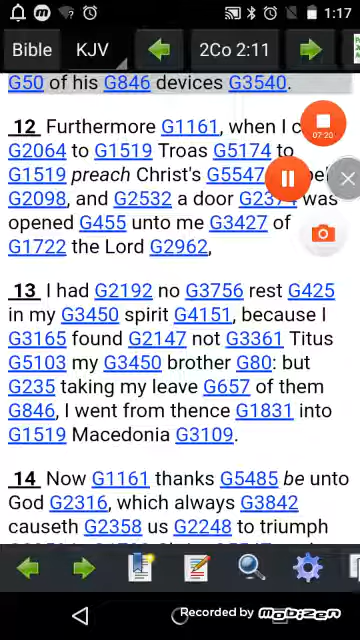 1:17
Bible KJV 2Co 2:11
G50 of his G846 devices G3540.
12 Furthermore G1161, when I
07:20
G2064 to G1519 Troas G5174 to
G1519 preach Christ's G5547
G2098, and G2532 a door G2374 was
opened G455 unto me G3427 of
G1722 the Lord G2962,
13 I had G2192 no G3756 rest G425
in my G3450 spirit G4151, because I
G3165 found G2147 not G3361 Titus
G5103 my G3450 brother G80: but
G235 taking my leave G657 of them
G846, I went from thence G1831 into
G1519 Macedonia G3109.
14 Now G1161 thanks G5485 be unto
God G2316, which always G3842
causeth G2358 us G2248 to triumph
Recorded by mobizen